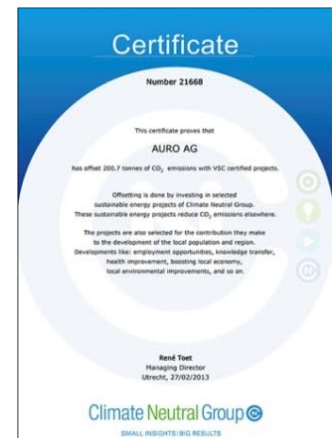 Certificate
Number 21668
This certificate proves that
AURO AG
has offset 200.7 tonnes of CO2 emissions with VSC certified projects.
Offsetting is done by investing in selected
sustainable energy projects of Climate Neutral Group.
These sustainable energy projects reduce CO2 emissions elsewhere.
The projects are also selected for the contribution they make
to the development of the local population and region.
Developments like: employment opportunities, knowledge transfer,
health improvement, boosting local economy,
local environmental improvements, and so on.
René Toet
Managing Director
Utrecht, 27/02/2013
Climate Neutral Group
SMALL INSIGHTS|BIG RESULTS